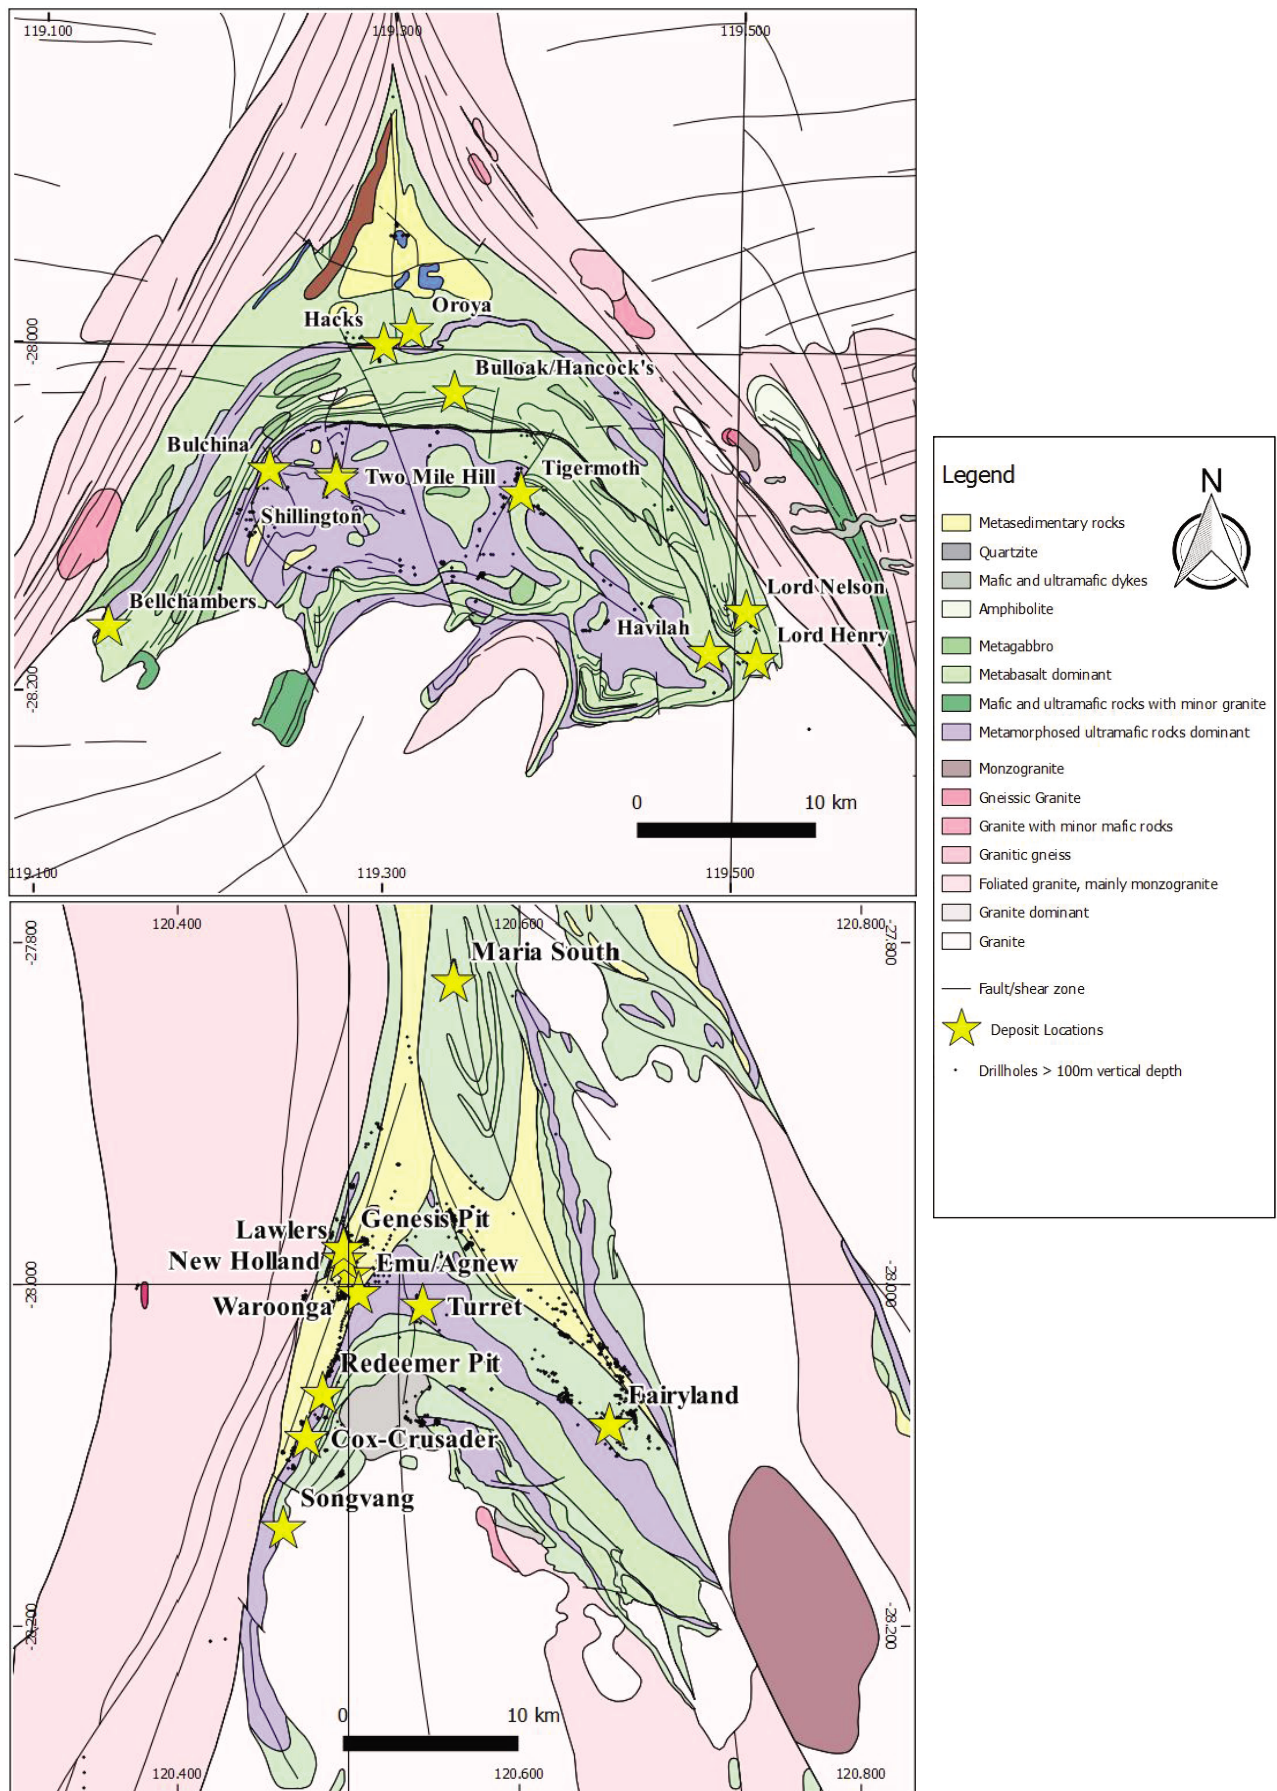 119.100
119.300
119.500
-28.000
Hacks
Oroya
Bulloak/Hancock's
Bulchina
Two Mile Hill
Tigermoth
Shillington
Bellchambers
Lord Nelson
Havilah
Lord Henry
-28.200
0
10 km
119.100
119.300
119.500
120.400
120.600
120.800
-27.800
-27.800
Maria South
Lawlers
Genesis Pit
New Holland
Emu/Agnew
-28.000
-28.000
Waroonga
Turret
Redeemer Pit
Fairyland
Cox-Crusader
Songvang
-28.200
-28.200
0
10 km
120.400
120.600
120.800
Legend
N
Metasedimentary rocks
Quartzite
Mafic and ultramafic dykes
Amphibolite
Metagabbro
Metabasalt dominant
Mafic and ultramafic rocks with minor granite
Metamorphosed ultramafic rocks dominant
Monzogranite
Gneissic Granite
Granite with minor mafic rocks
Granitic gneiss
Foliated granite, mainly monzogranite
Granite dominant
Granite
Fault/shear zone
Deposit Locations
Drillholes > 100m vertical depth